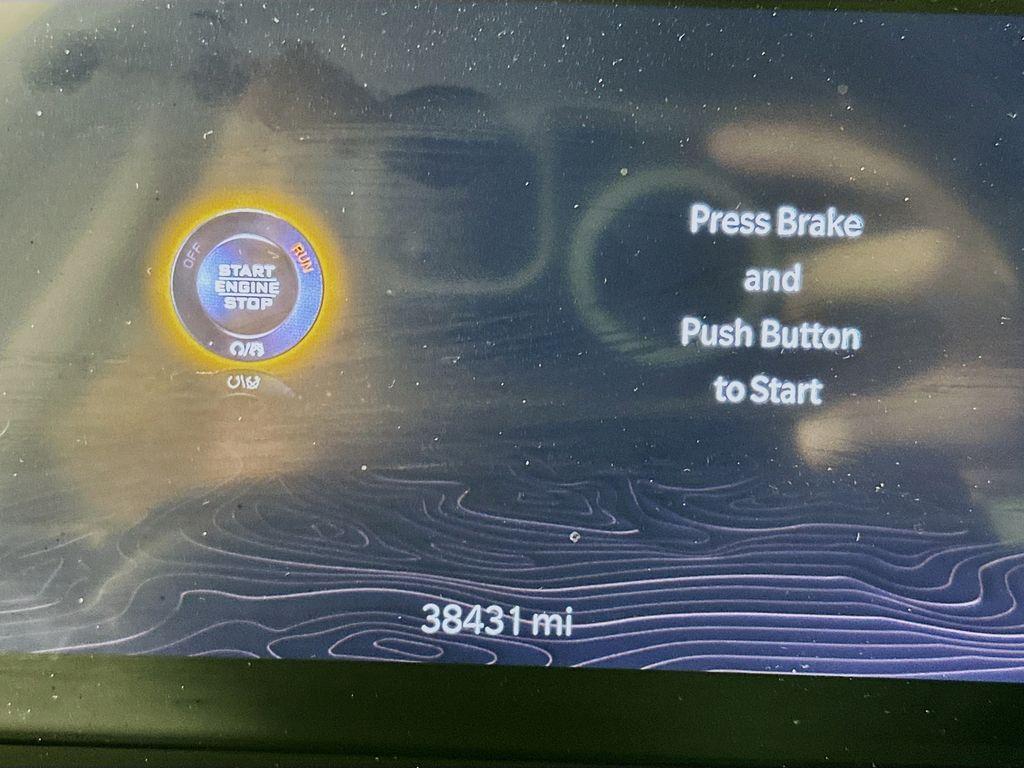 OFF
RUN
START
ENGINE
STOP
Press Brake
and
Push Button
to Start
38431 mi